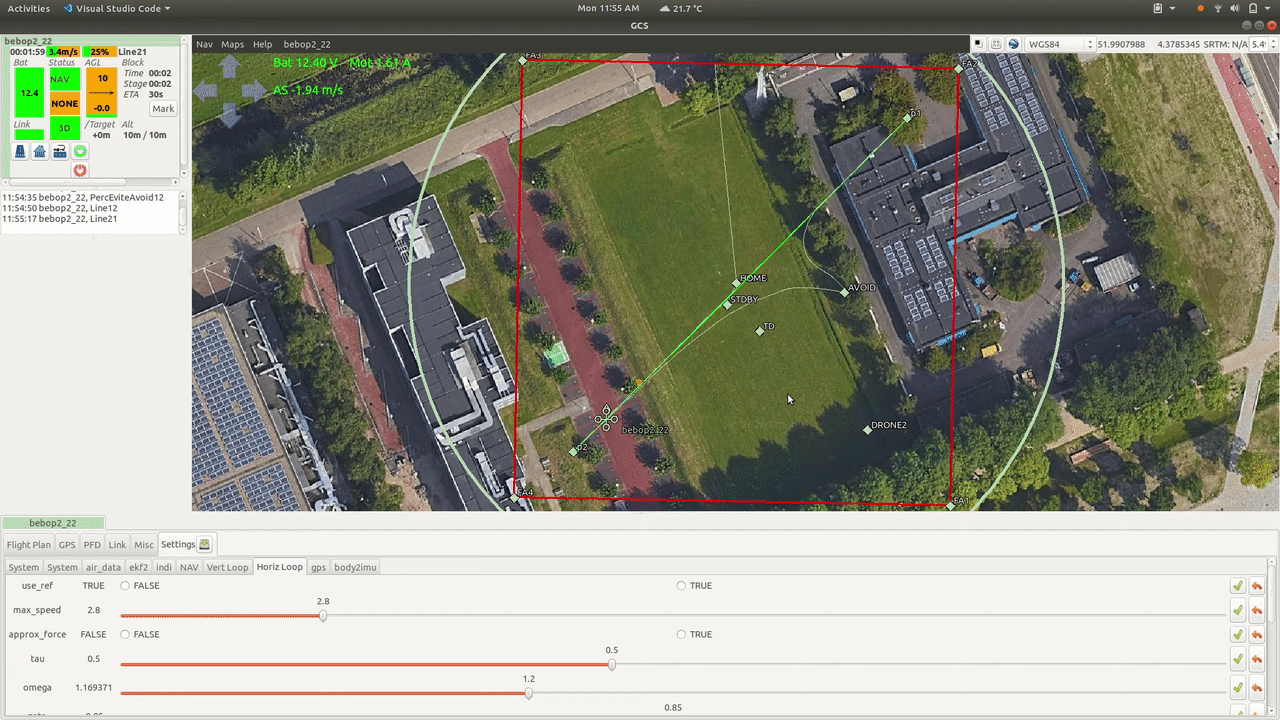 Activities Visual Studio Code Mon 11:55 AM 21.7 °C
GCS
bebop2_22
00:01:59 3.4m/s 25% Line21
Bat Status AGL Block
12.4 NAV 10 Time 00:02
Stage 00:02
ETA 30s
NONE -0.0 Mark
Link 3D /Target Alt
+0m 10m / 10m
11:54:35 bebop2_22, PercEviteAvoid12
11:54:50 bebop2_22, Line12
11:55:17 bebop2_22, Line21
Nav Maps Help bebop2_22 WGS84 51.9907988 4.3785345 SRTM: N/A
Bat 12.40 V Mot 1.61 A
AS -1.94 m/s
FA3
FA2
p1
HOME
AVOID
STDBY
TD
DRONE2
bebop2_22
p2
FA4
FA1
bebop2_22
Flight Plan GPS PFD Link Misc Settings
System System air_data ekf2 indi NAV Vert Loop Horiz Loop gps body2imu
use_ref TRUE FALSE TRUE
max_speed 2.8 2.8
approx_force FALSE FALSE TRUE
tau 0.5 0.5
omega 1.169371 1.2
0.85